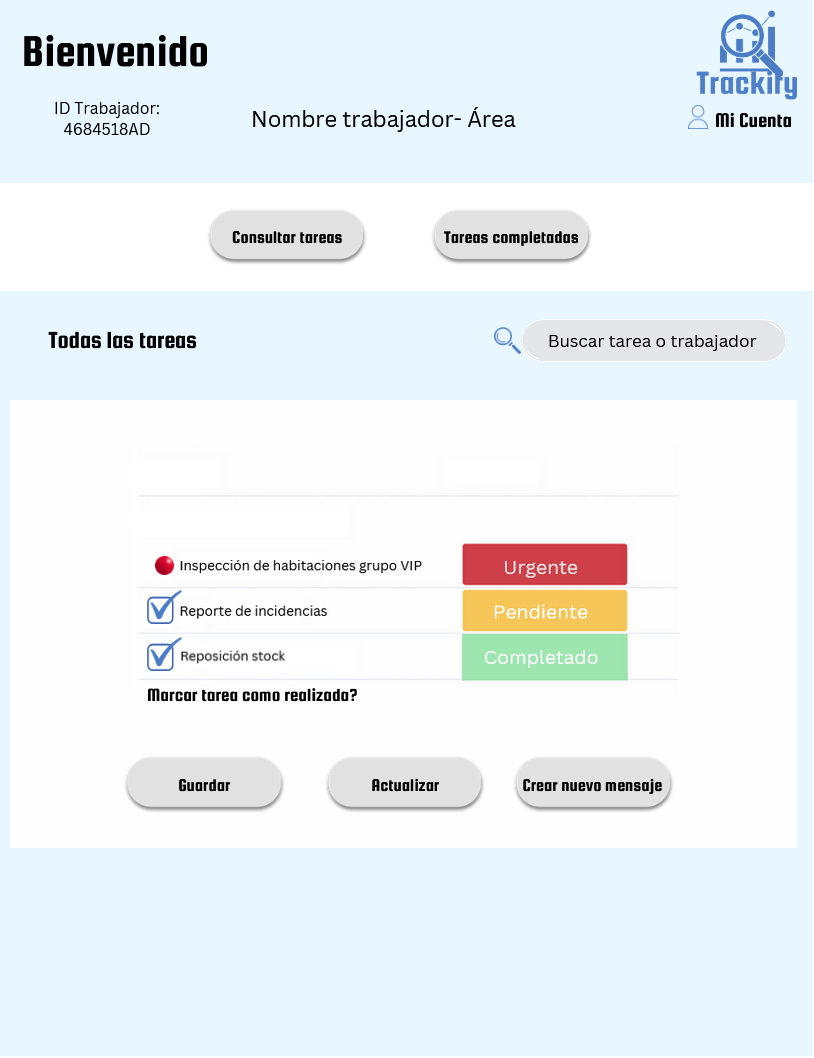 Bienvenido
Trackify
ID Trabajador:
4684518AD
Nombre trabajador- Área
Mi Cuenta
Consultar tareas
Tareas completadas
Todas las tareas
Buscar tarea o trabajador
Inspección de habitaciones grupo VIP
Urgente
Reporte de incidencias
Pendiente
Reposición stock
Completado
Marcar tarea como realizada?
Guardar
Actualizar
Crear nuevo mensaje